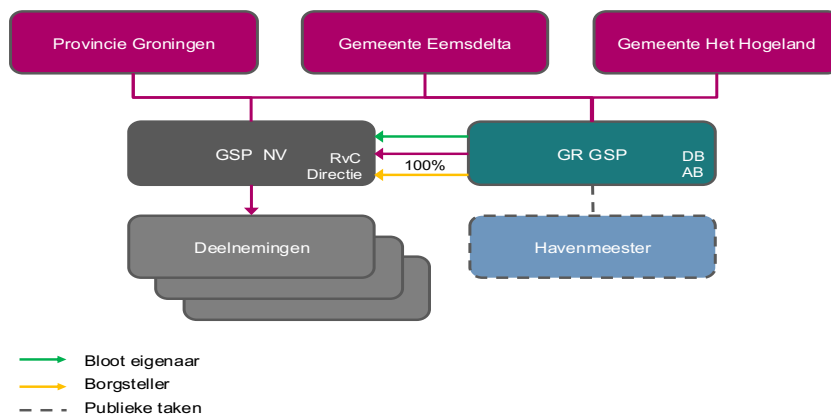 Provincie Groningen
Gemeente Eemsdelta
Gemeente Het Hogeland
GSP NV
RvC
Directie
100%
GR GSP
DB
AB
Deelnemingen
Havenmeester
Bloot eigenaar
Borgsteller
Publieke taken